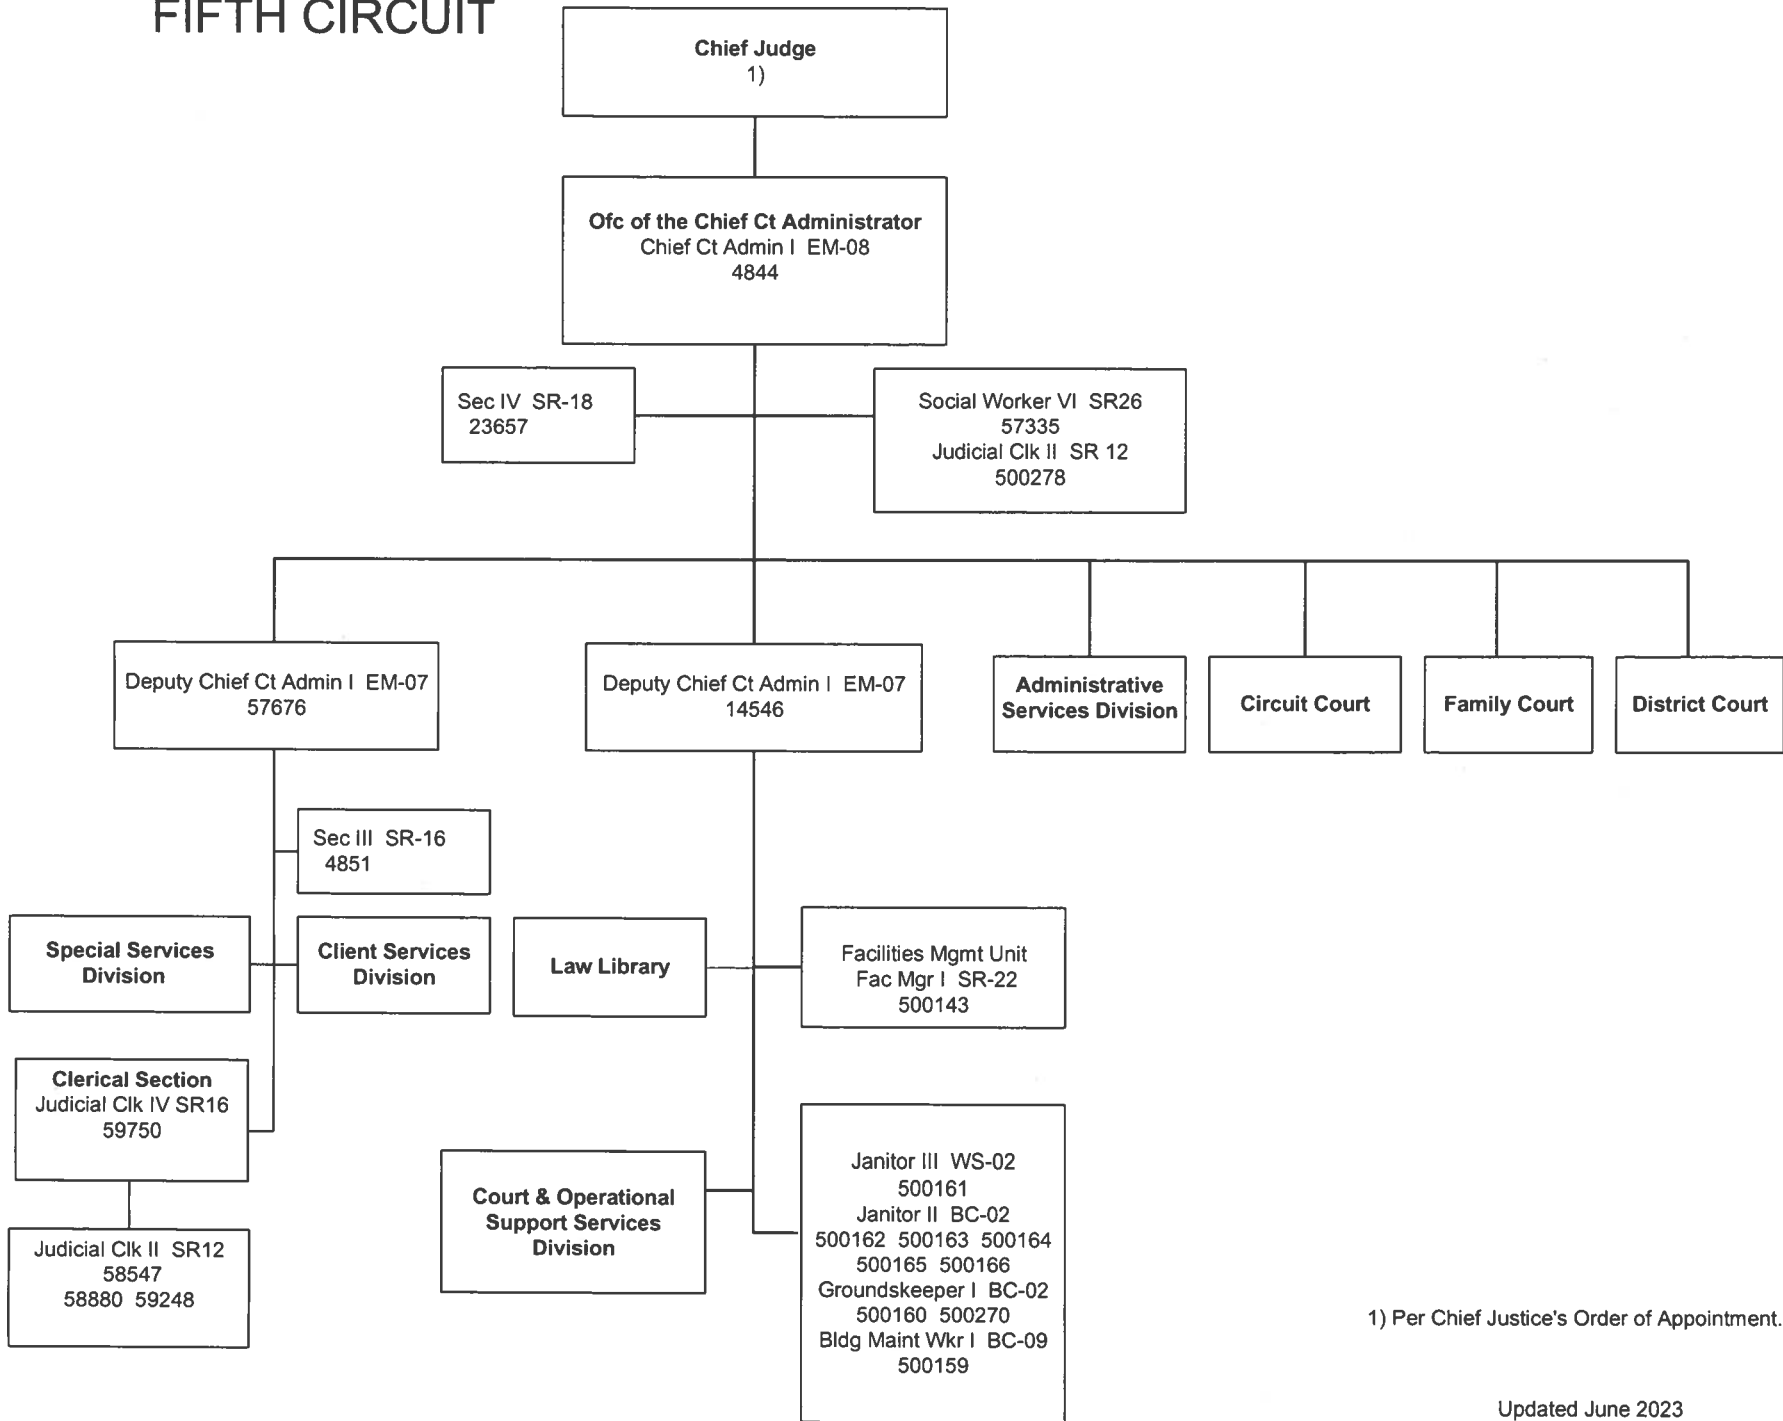 FIFTH CIRCUIT
Chief Judge
1)
Ofc of the Chief Ct Administrator
Chief Ct Admin I EM-08
4844
Sec IV SR-18
23657
Social Worker VI SR26
57335
Judicial Clk II SR 12
500278
Deputy Chief Ct Admin I EM-07
57676
Deputy Chief Ct Admin I EM-07
14546
Administrative
Services Division
Circuit Court
Family Court
District Court
Sec III SR-16
4851
Special Services
Division
Client Services
Division
Law Library
Facilities Mgmt Unit
Fac Mgr I SR-22
500143
Clerical Section
Judicial Clk IV SR16
59750
Judicial Clk II SR12
58547
58880 59248
Court & Operational
Support Services
Division
Janitor III WS-02
500161
Janitor II BC-02
500162 500163 500164
500165 500166
Groundskeeper I BC-02
500160 500270
Bldg Maint Wkr I BC-09
500159
1) Per Chief Justice's Order of Appointment.
Updated June 2023